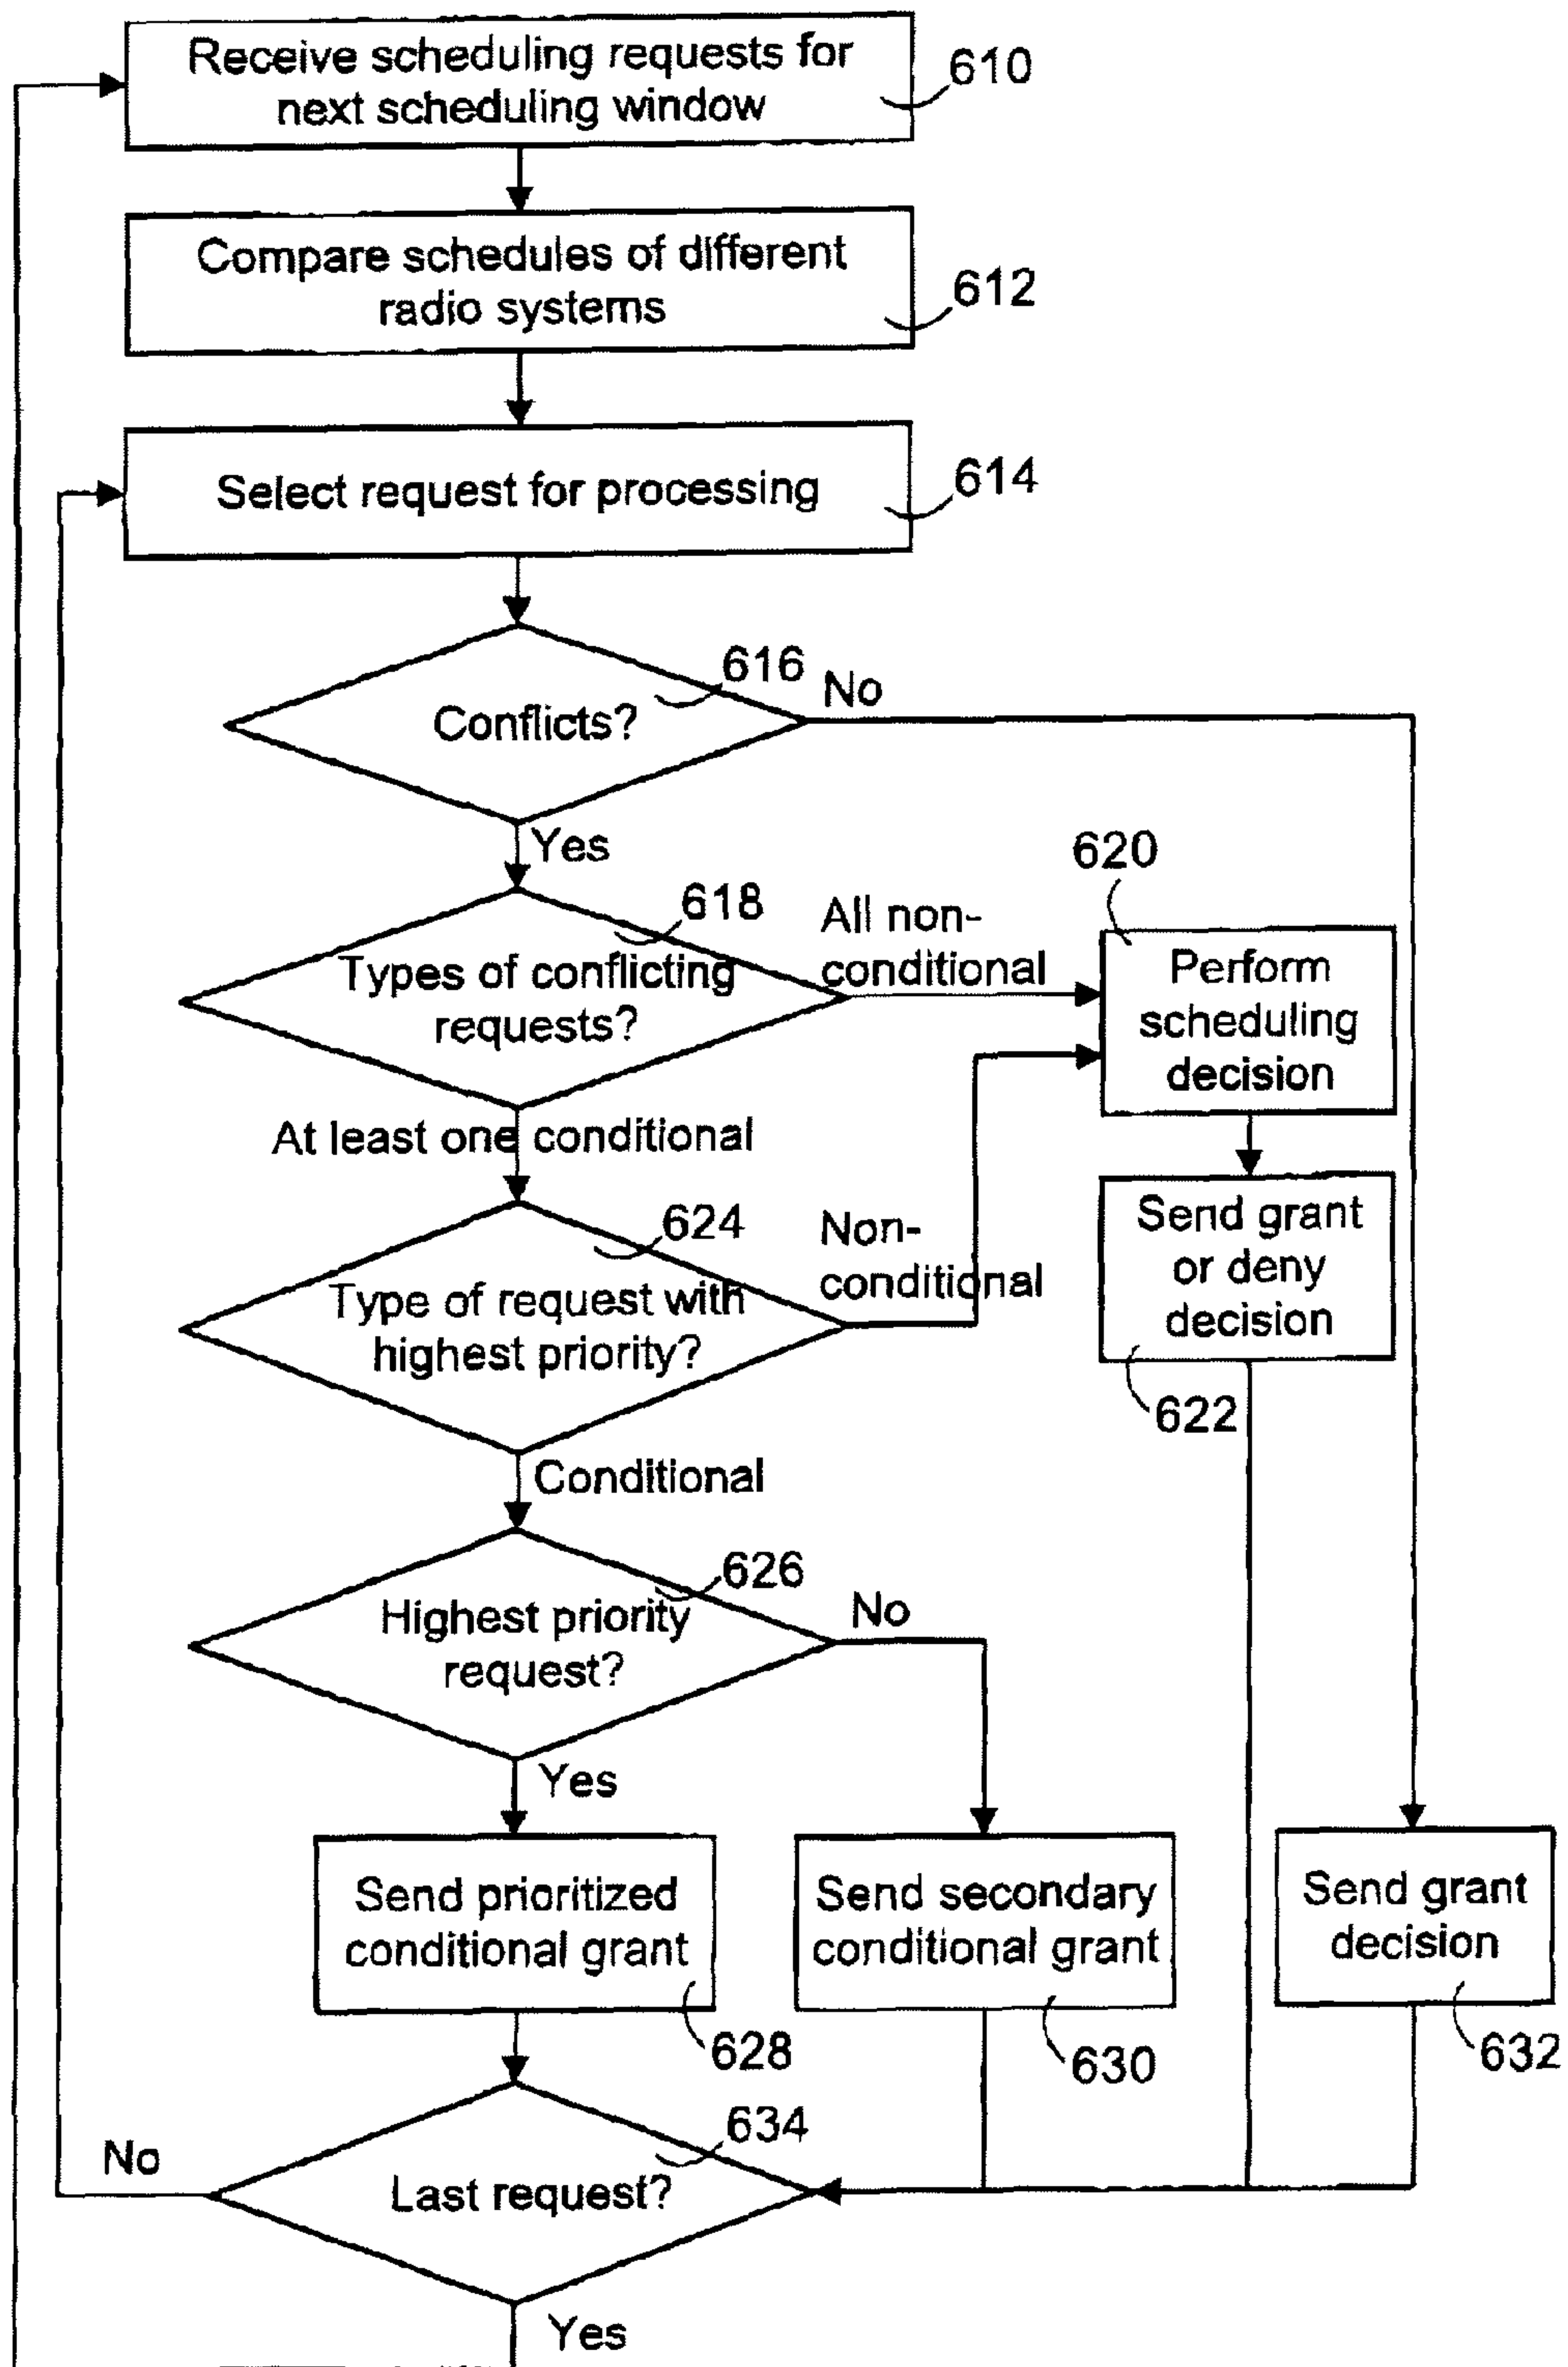 Receive scheduling requests for
next scheduling window
610
Compare schedules of different
radio systems
612
Select request for processing
614
616
No
Conflicts?
Yes
620
618
All non-
conditional
Types of conflicting
requests?
Perform
scheduling
decision
At least one conditional
624
Non-
conditional
Type of request with
highest priority?
Send grant
or deny
decision
622
Conditional
626
No
Highest priority
request?
Yes
Send prioritized
conditional grant
628
Send secondary
conditional grant
630
Send grant
decision
632
634
No
Last request?
Yes